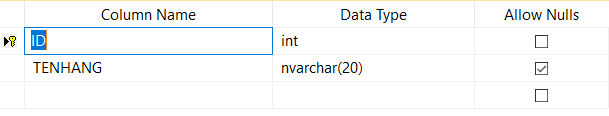 Column Name Data Type Allow Nulls
ID int
TENHANG nvarchar(20)